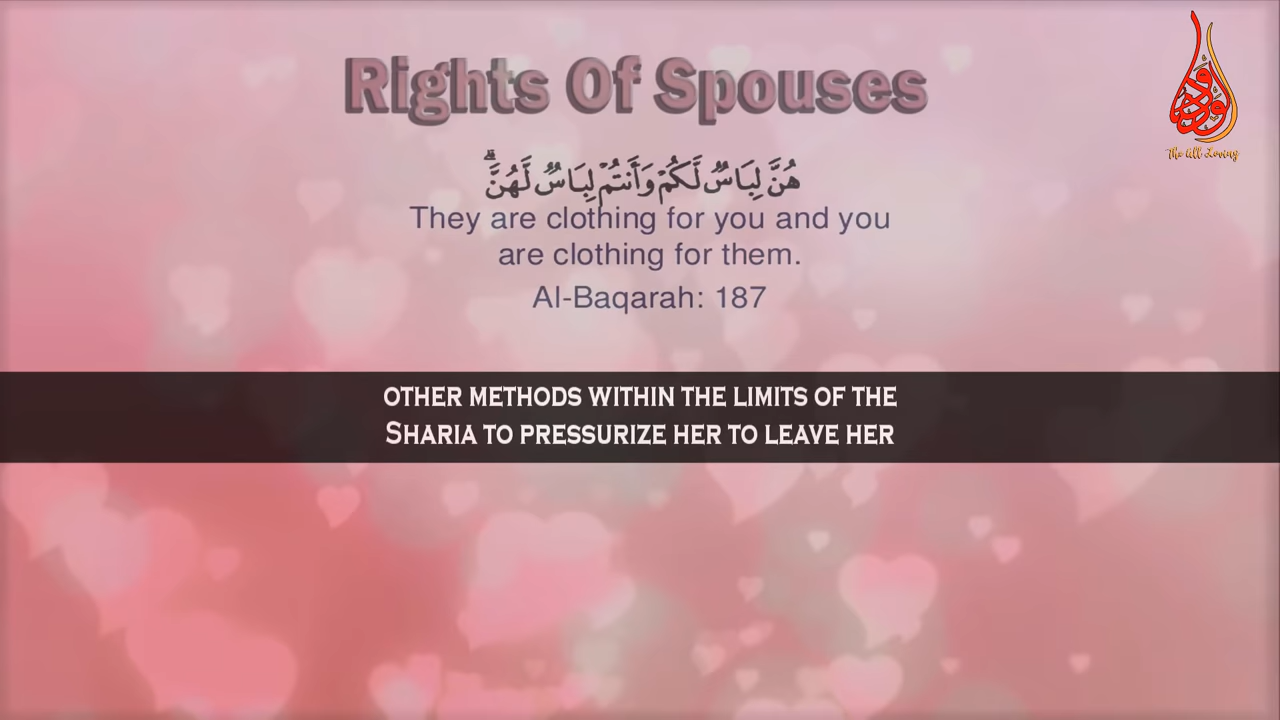 Rights Of Spouses
هُنَّ لِبَاسٌ لَّكُمْ وَأَنتُمْ لِبَاسٌ لَّهُنَّ ۗ
They are clothing for you and you
are clothing for them.
Al-Baqarah: 187
OTHER METHODS WITHIN THE LIMITS OF THE
SHARIA TO PRESSURIZE HER TO LEAVE HER
الودود
The All Loving